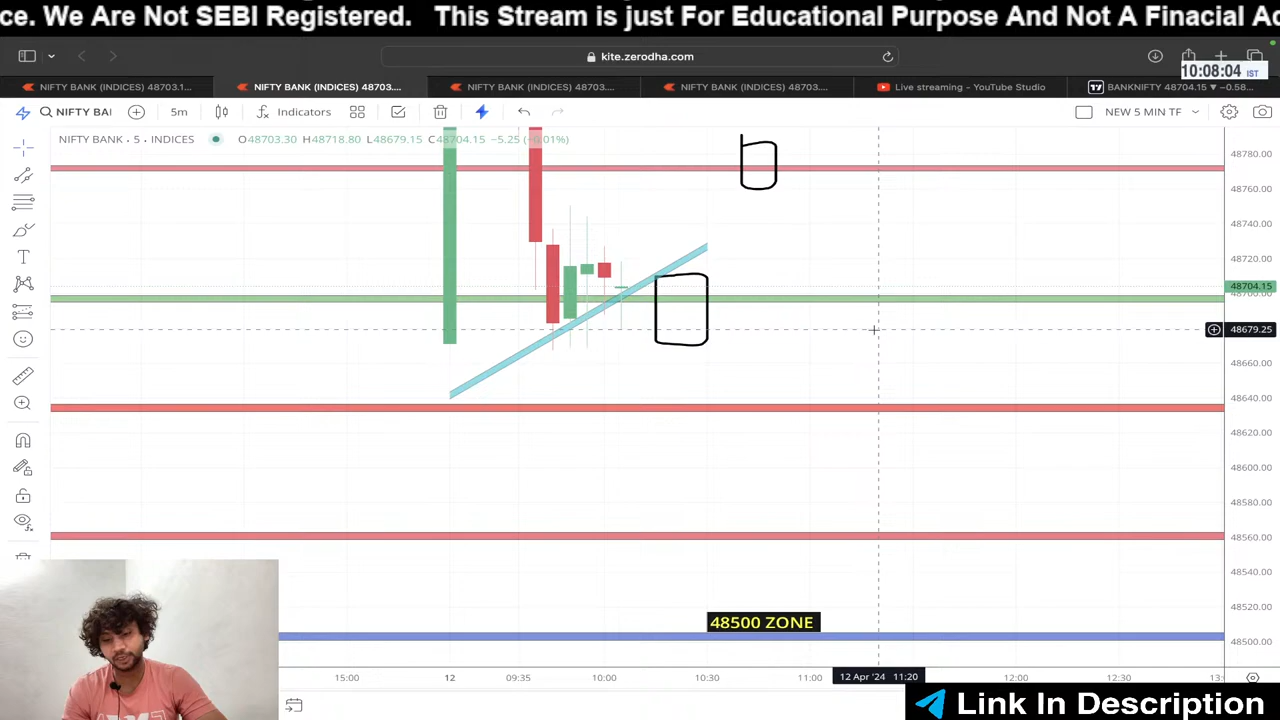 ce. We Are Not SEBI Registered. This Stream is just For Educational Purpose And Not A Finacial Ad
kite.zerodha.com
10:08:04 IST
NIFTY BANK (INDICES) 48703.1...
NIFTY BANK (INDICES) 48703....
NIFTY BANK (INDICES) 48703....
NIFTY BANK (INDICES) 48703....
Live streaming - YouTube Studio
BANKNIFTY 48704.15 ▼ −0.58...
NIFTY BAI
5m
Indicators
NEW 5 MIN TF
NIFTY BANK · 5 · INDICES
O48703.30 H48718.80 L48679.15 C48704.15 −5.25 (−0.01%)
48780.00
48760.00
48740.00
48720.00
48704.15
48700.00
48679.25
48660.00
48640.00
48620.00
48600.00
48580.00
48560.00
48540.00
48520.00
48500.00
48500 ZONE
15:00
12
09:35
10:00
10:30
11:00
12 Apr '24 11:20
12:00
12:30
13:
Link In Description